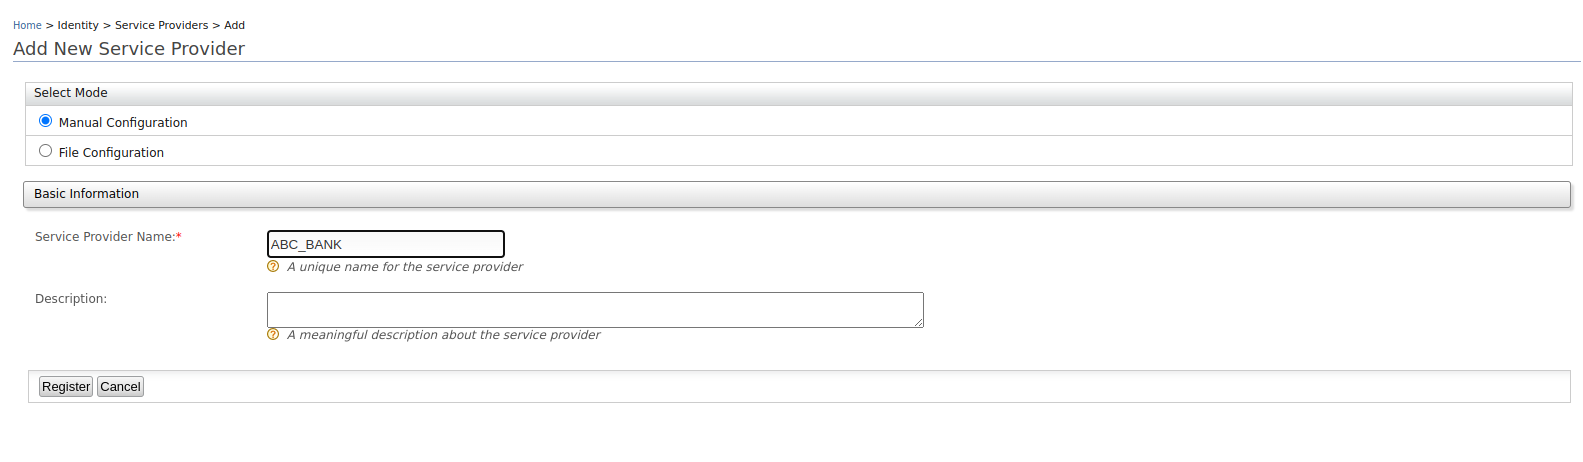 Home > Identity > Service Providers > Add
Add New Service Provider
Select Mode
Manual Configuration
File Configuration
Basic Information
Service Provider Name:* ABC_BANK
? A unique name for the service provider
Description:
? A meaningful description about the service provider
Register Cancel